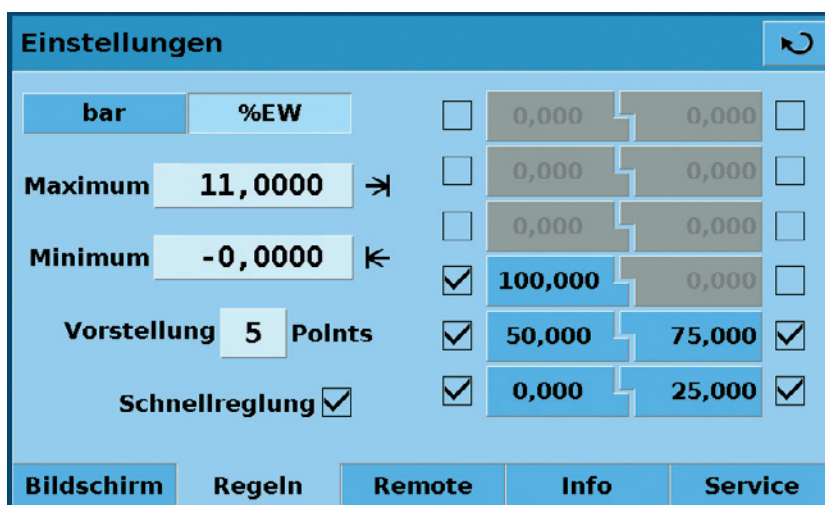 Einstellungen
bar %EW
0,000 0,000
Maximum 11,0000
0,000 0,000
0,000 0,000
Minimum -0,0000
100,000 0,000
Vorstellung 5 Polnts
50,000 75,000
Schnellreglung
0,000 25,000
Bildschirm Regeln Remote Info Service